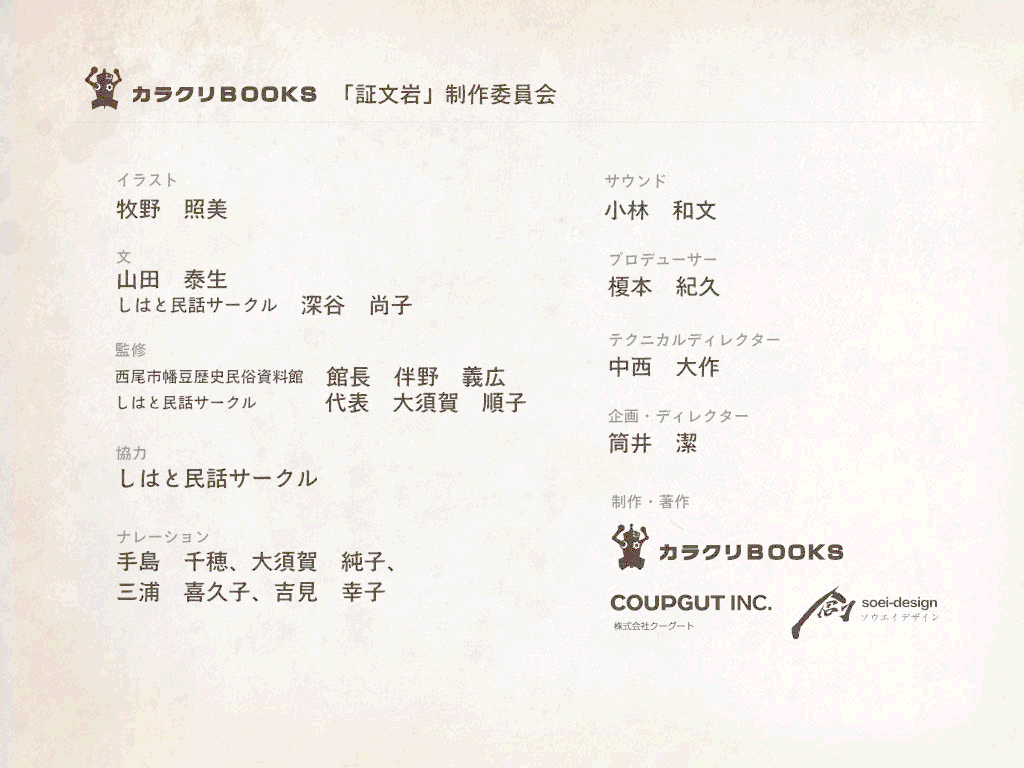 カラクリBOOKS 「証文岩」制作委員会
イラスト
牧野 照美
文
山田 泰生
しはと民話サークル 深谷 尚子
監修
西尾市幡豆歴史民俗資料館 館長 伴野 義広
しはと民話サークル 代表 大須賀 順子
協力
しはと民話サークル
ナレーション
手島 千穂、大須賀 純子、
三浦 喜久子、吉見 幸子
サウンド
小林 和文
プロデューサー
榎本 紀久
テクニカルディレクター
中西 大作
企画・ディレクター
筒井 潔
制作・著作
カラクリBOOKS
COUPGUT INC.
株式会社クーグート
soei-design
ソウエイデザイン